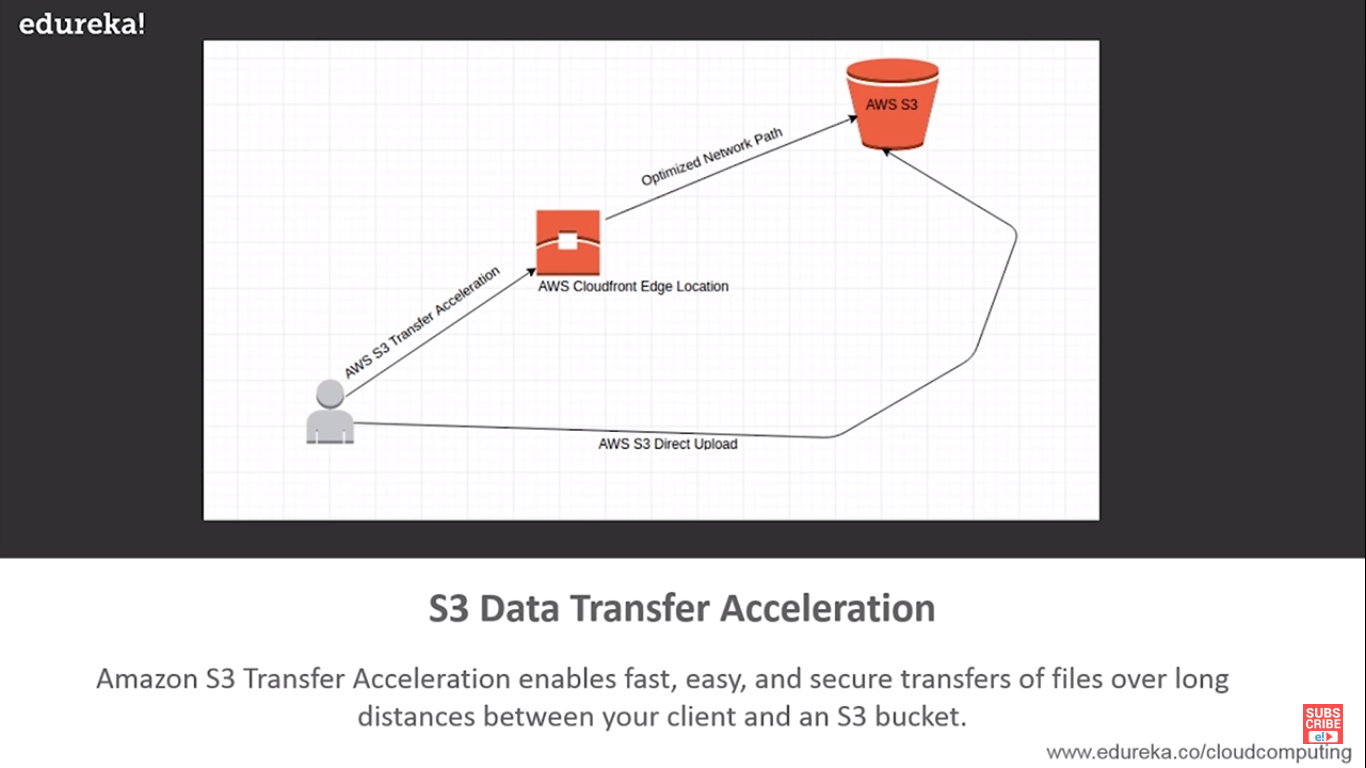 edureka!
AWS S3
Optimized Network Path
AWS Cloudfront Edge Location
AWS S3 Transfer Acceleration
AWS S3 Direct Upload
S3 Data Transfer Acceleration
Amazon S3 Transfer Acceleration enables fast, easy, and secure transfers of files over long
distances between your client and an S3 bucket.
SUBS
CRIBE
e!
www.edureka.co/cloudcomputing